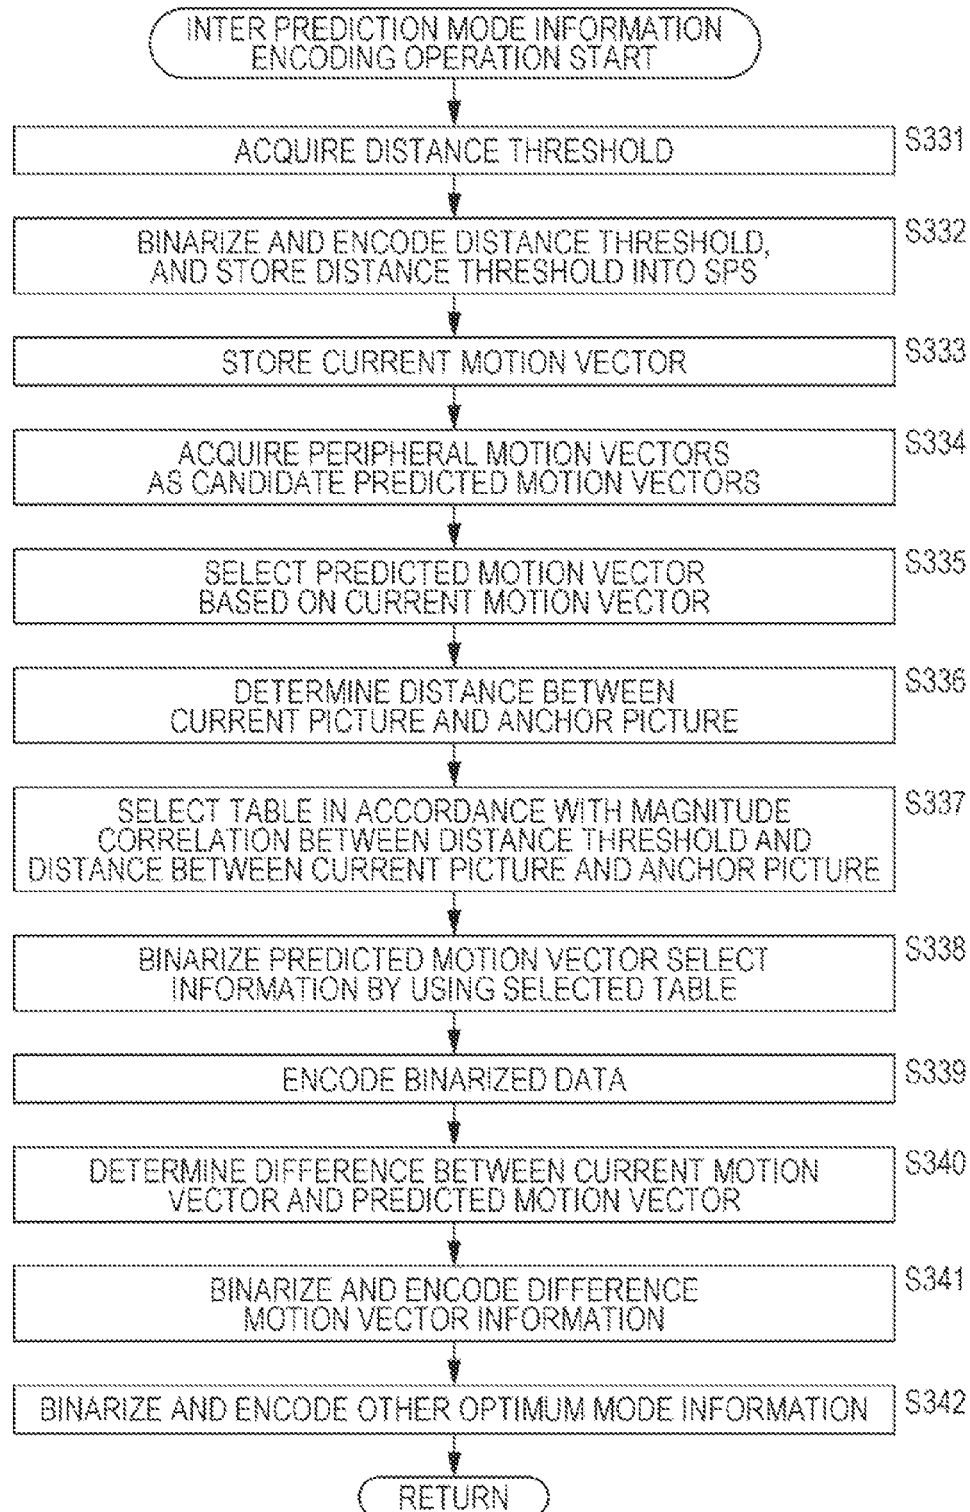 INTER PREDICTION MODE INFORMATION
ENCODING OPERATION START
ACQUIRE DISTANCE THRESHOLD
S331
BINARIZE AND ENCODE DISTANCE THRESHOLD,
AND STORE DISTANCE THRESHOLD INTO SPS
S332
STORE CURRENT MOTION VECTOR
S333
ACQUIRE PERIPHERAL MOTION VECTORS
AS CANDIDATE PREDICTED MOTION VECTORS
S334
SELECT PREDICTED MOTION VECTOR
BASED ON CURRENT MOTION VECTOR
S335
DETERMINE DISTANCE BETWEEN
CURRENT PICTURE AND ANCHOR PICTURE
S336
SELECT TABLE IN ACCORDANCE WITH MAGNITUDE
CORRELATION BETWEEN DISTANCE THRESHOLD AND
DISTANCE BETWEEN CURRENT PICTURE AND ANCHOR PICTURE
S337
BINARIZE PREDICTED MOTION VECTOR SELECT
INFORMATION BY USING SELECTED TABLE
S338
ENCODE BINARIZED DATA
S339
DETERMINE DIFFERENCE BETWEEN CURRENT MOTION
VECTOR AND PREDICTED MOTION VECTOR
S340
BINARIZE AND ENCODE DIFFERENCE
MOTION VECTOR INFORMATION
S341
BINARIZE AND ENCODE OTHER OPTIMUM MODE INFORMATION
S342
RETURN